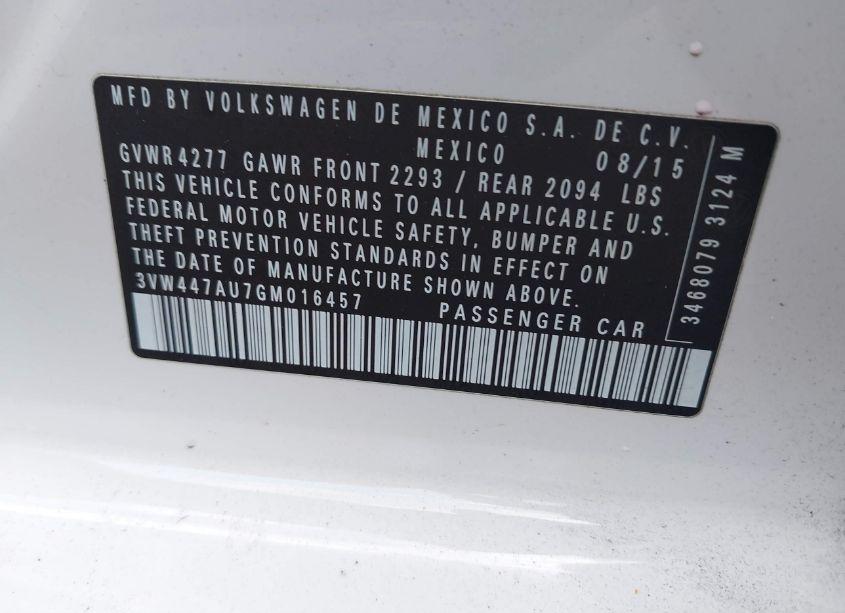 MFD BY VOLKSWAGEN DE MEXICO S.A. DE C.V.
MEXICO 08/15
GVWR 4277 GAWR FRONT 2293 / REAR 2094 LBS
THIS VEHICLE CONFORMS TO ALL APPLICABLE U.S.
FEDERAL MOTOR VEHICLE SAFETY, BUMPER AND
THEFT PREVENTION STANDARDS IN EFFECT ON
THE DATE OF MANUFACTURE SHOWN ABOVE.
3VW447AU7GM016457 PASSENGER CAR
3468079 3124 M